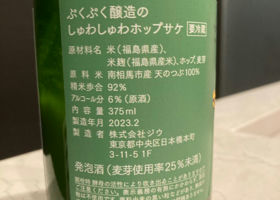 ぷくぷく醸造の
しゅわしゅわホップサケ 要冷蔵
原材料名 米(福島県産)、
米麹(福島県産米)、ホップ、麦芽
原料米 南相馬市産 天のつぶ100%
精米歩合 92%
アルコール分 6%(原酒)
内容量 375ml
製造年月 2023.2
製造者 株式会社ジウ
東京都中央区日本橋本町
3-11-5 1F
発泡酒(麦芽使用率25%未満)